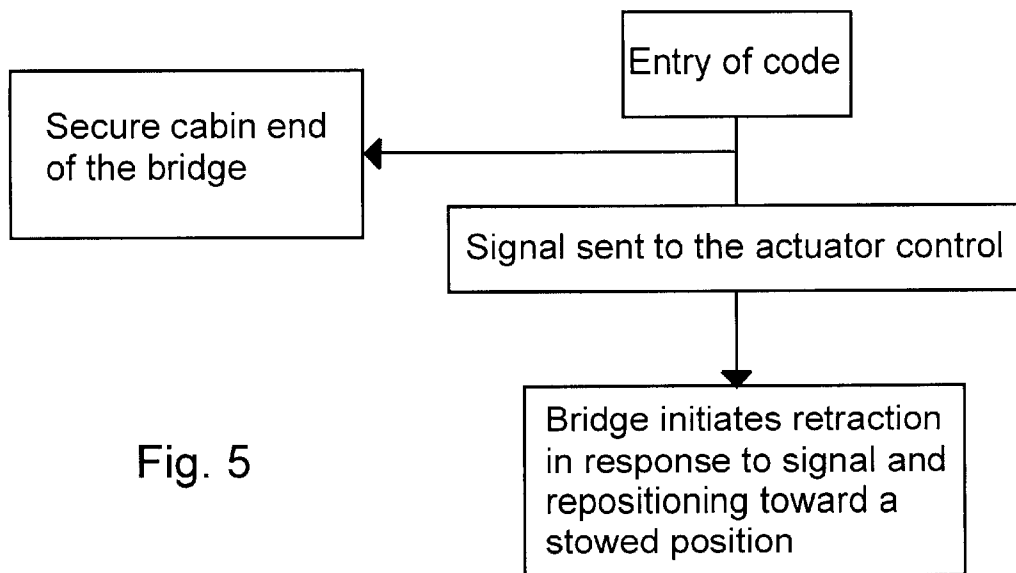 Entry of code
Secure cabin end
of the bridge
Signal sent to the actuator control
Bridge initiates retraction
in response to signal and
repositioning toward a
stowed position
Fig. 5